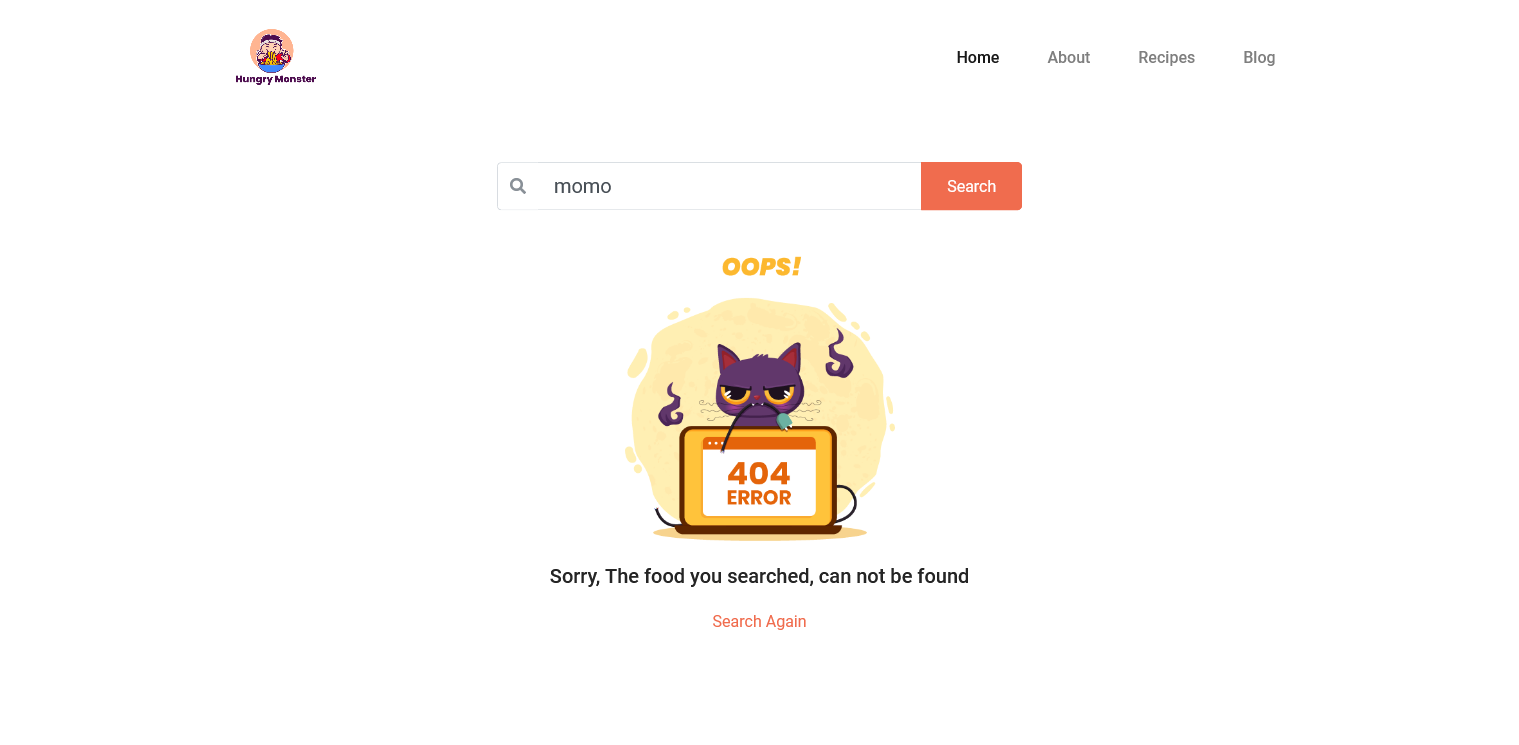 Hungry Monster
Home About Recipes Blog
momo Search
OOPS!
404
ERROR
Sorry, The food you searched, can not be found
Search Again